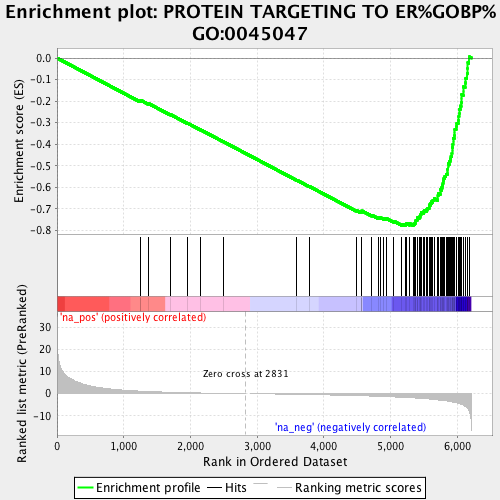 Enrichment plot: PROTEIN TARGETING TO ER%GOBP%
GO:0045047
Enrichment score (ES)
0.0
-0.1
-0.2
-0.3
-0.4
-0.5
-0.6
-0.7
-0.8
'na_pos' (positively correlated)
Ranked list metric (PreRanked)
30
20
10
0
-10
Zero cross at 2831
'na_neg' (negatively correlated)
0 1,000 2,000 3,000 4,000 5,000 6,000
Rank in Ordered Dataset
Enrichment profile Hits Ranking metric scores